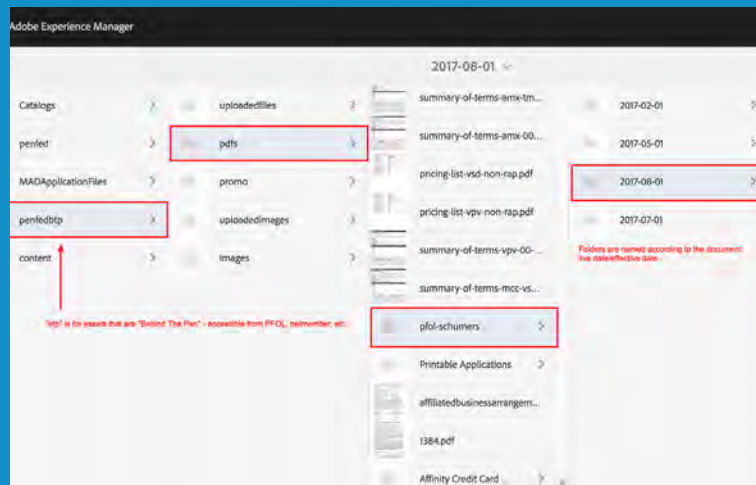 Adobe Experience Manager
2017-06-01
Catalogs
penfed
MADApplicationFiles
penfedbtp
content
uploadedfiles
pdfs
promo
uploadedimages
images
summary-of-terms-amx-tm...
summary-of-terms-amx-00...
pricing-list-vsd-non-rap.pdf
pricing-list-vpv-non-rap.pdf
summary-of-terms-vpv-00-...
summary-of-terms-mcc-vs...
pfol-schumers
Printable Applications
affiliatedbusinessarrangem...
1384.pdf
Affinity Credit Card
2017-02-01
2017-05-01
2017-06-01
2017-07-01
Folders are named according to the document
live date/effective date.
"btp" is for assets that are "Behind The Pen" - accessible from PFOL, etc.